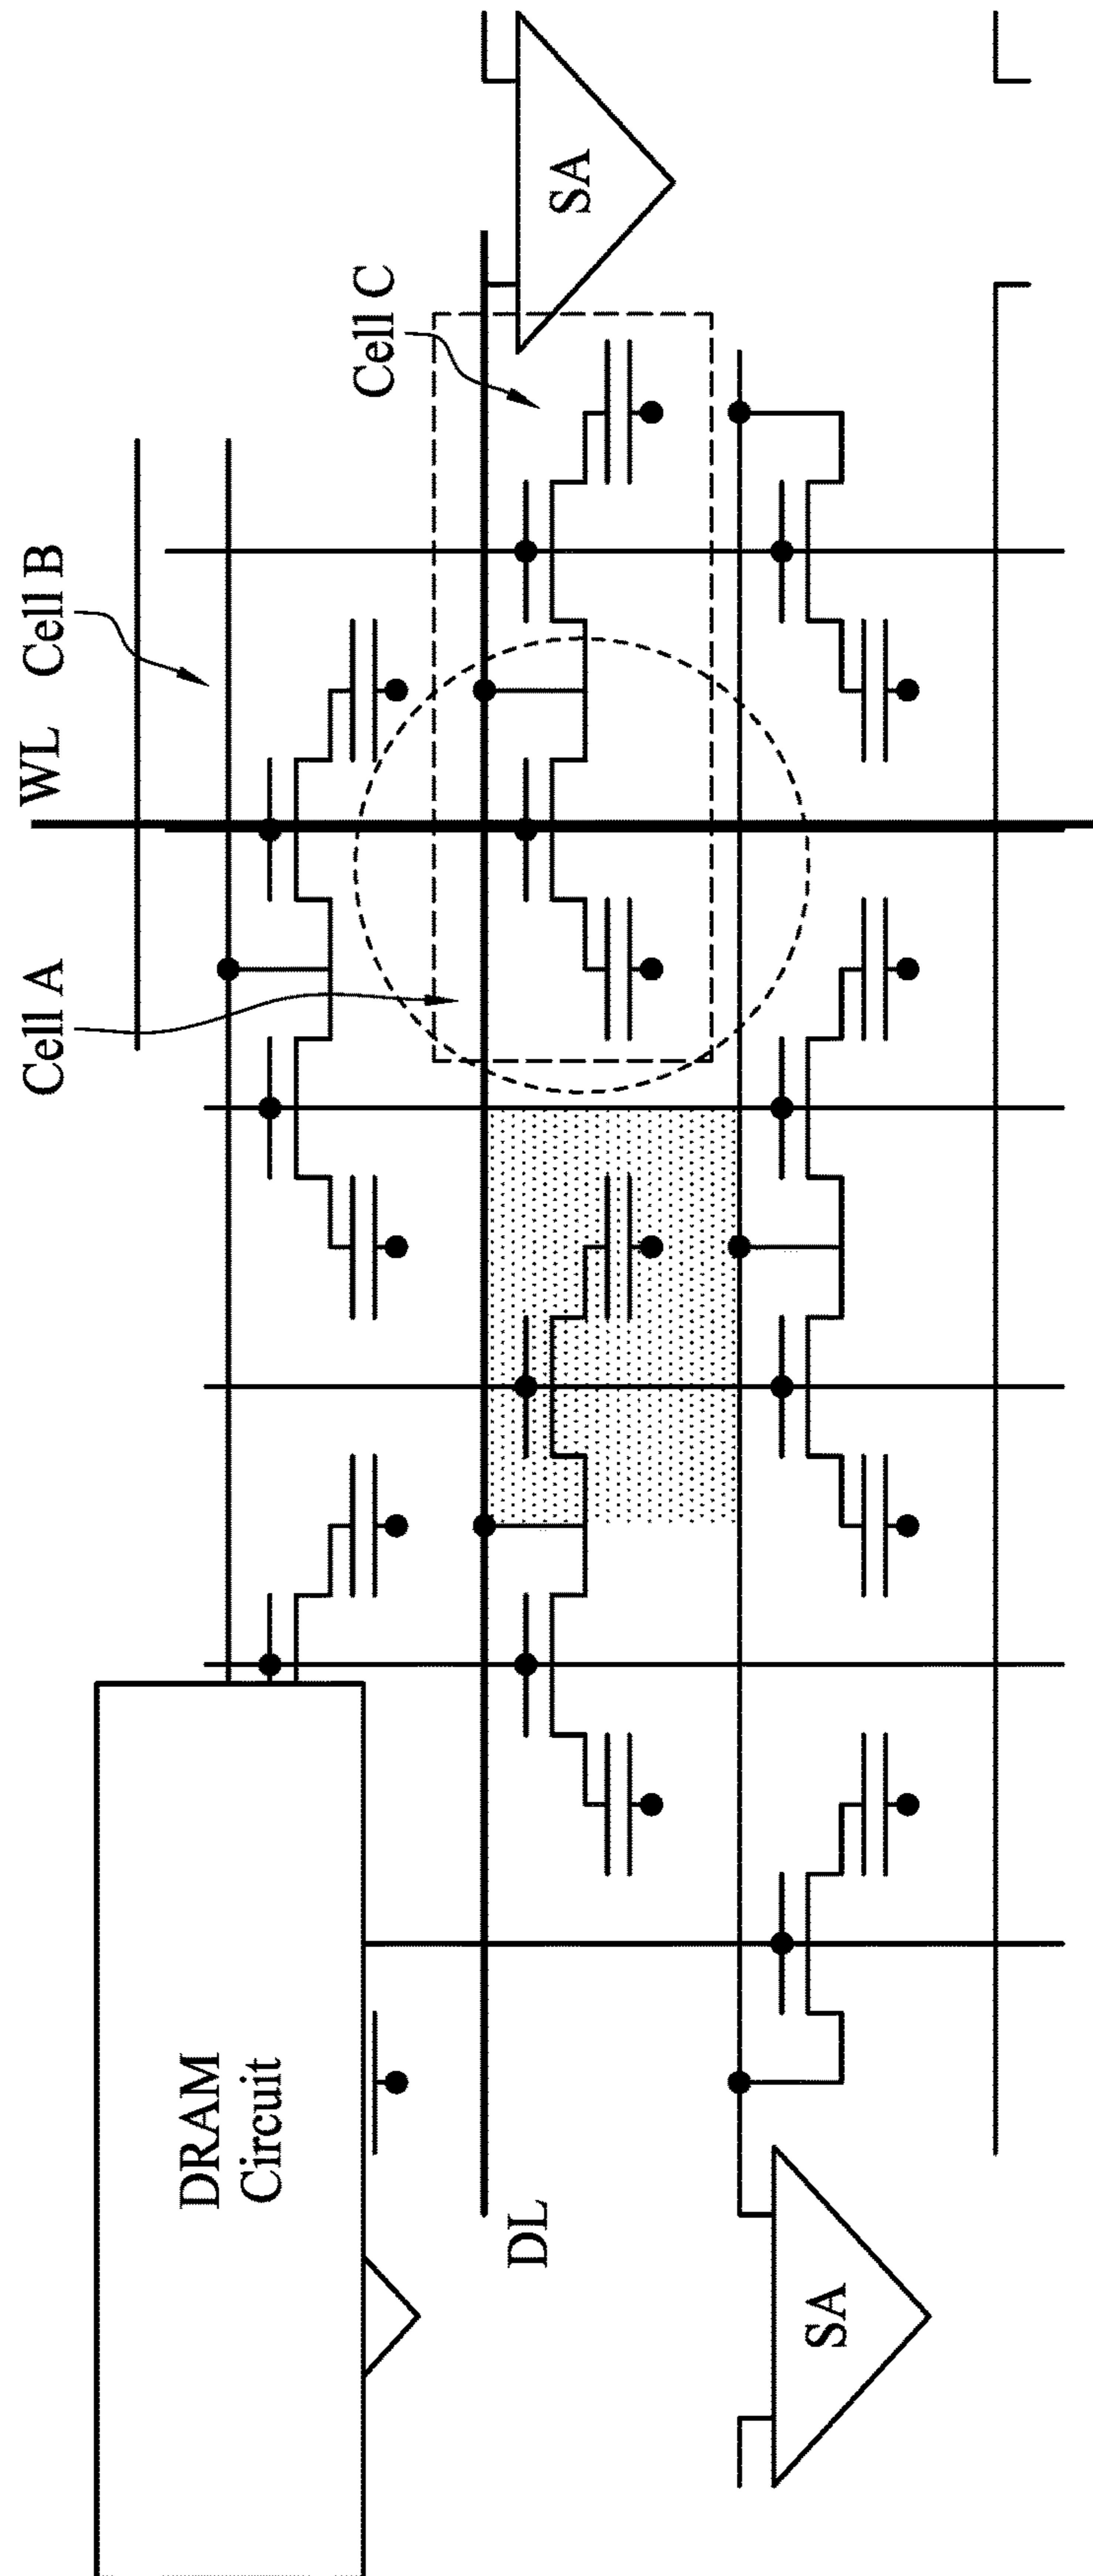 DRAM
Circuit
Cell A
WL
Cell B
Cell C
DL
SA
SA